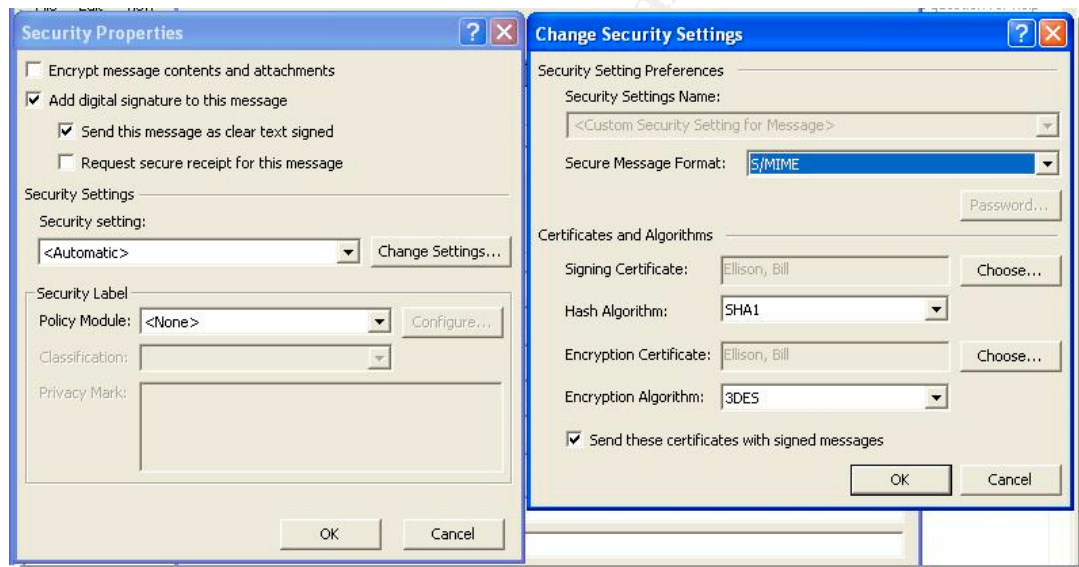 Security Properties
Encrypt message contents and attachments
Add digital signature to this message
Send this message as clear text signed
Request secure receipt for this message
Security Settings
Security setting:
<Automatic>
Change Settings...
Security Label
Policy Module: <None>
Configure...
Classification:
Privacy Mark:
OK Cancel
Change Security Settings
Security Setting Preferences
Security Settings Name:
<Custom Security Setting for Message>
Secure Message Format: S/MIME
Password...
Certificates and Algorithms
Signing Certificate: Ellison, Bill Choose...
Hash Algorithm: SHA1
Encryption Certificate: Ellison, Bill Choose...
Encryption Algorithm: 3DES
Send these certificates with signed messages
OK Cancel